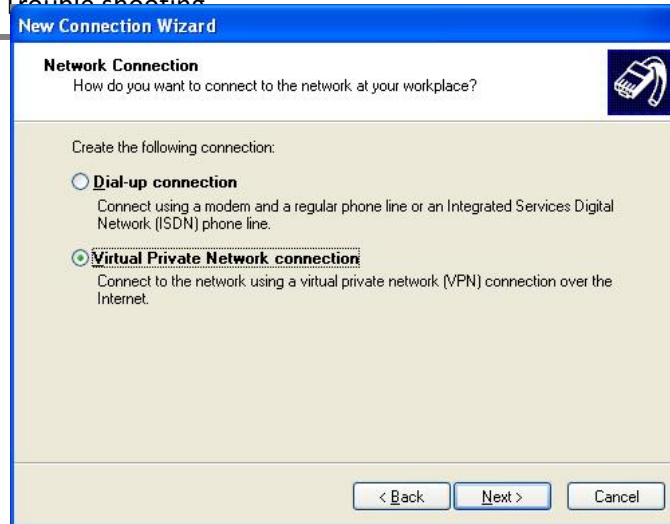 Trouble shooting
New Connection Wizard
Network Connection
How do you want to connect to the network at your workplace?
Create the following connection:
Dial-up connection
Connect using a modem and a regular phone line or an Integrated Services Digital
Network (ISDN) phone line.
Virtual Private Network connection
Connect to the network using a virtual private network (VPN) connection over the
Internet.
< Back
Next >
Cancel